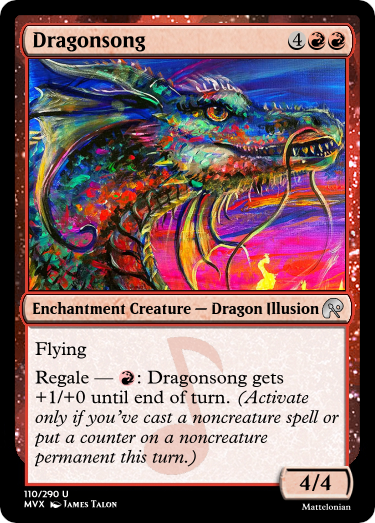 Dragonsong 4
Enchantment Creature — Dragon Illusion
Flying
Regale — : Dragonsong gets
+1/+0 until end of turn. (Activate
only if you've cast a noncreature spell or
put a counter on a noncreature
permanent this turn.)
4/4
110/290 U
MVX James Talon
Mattelonian